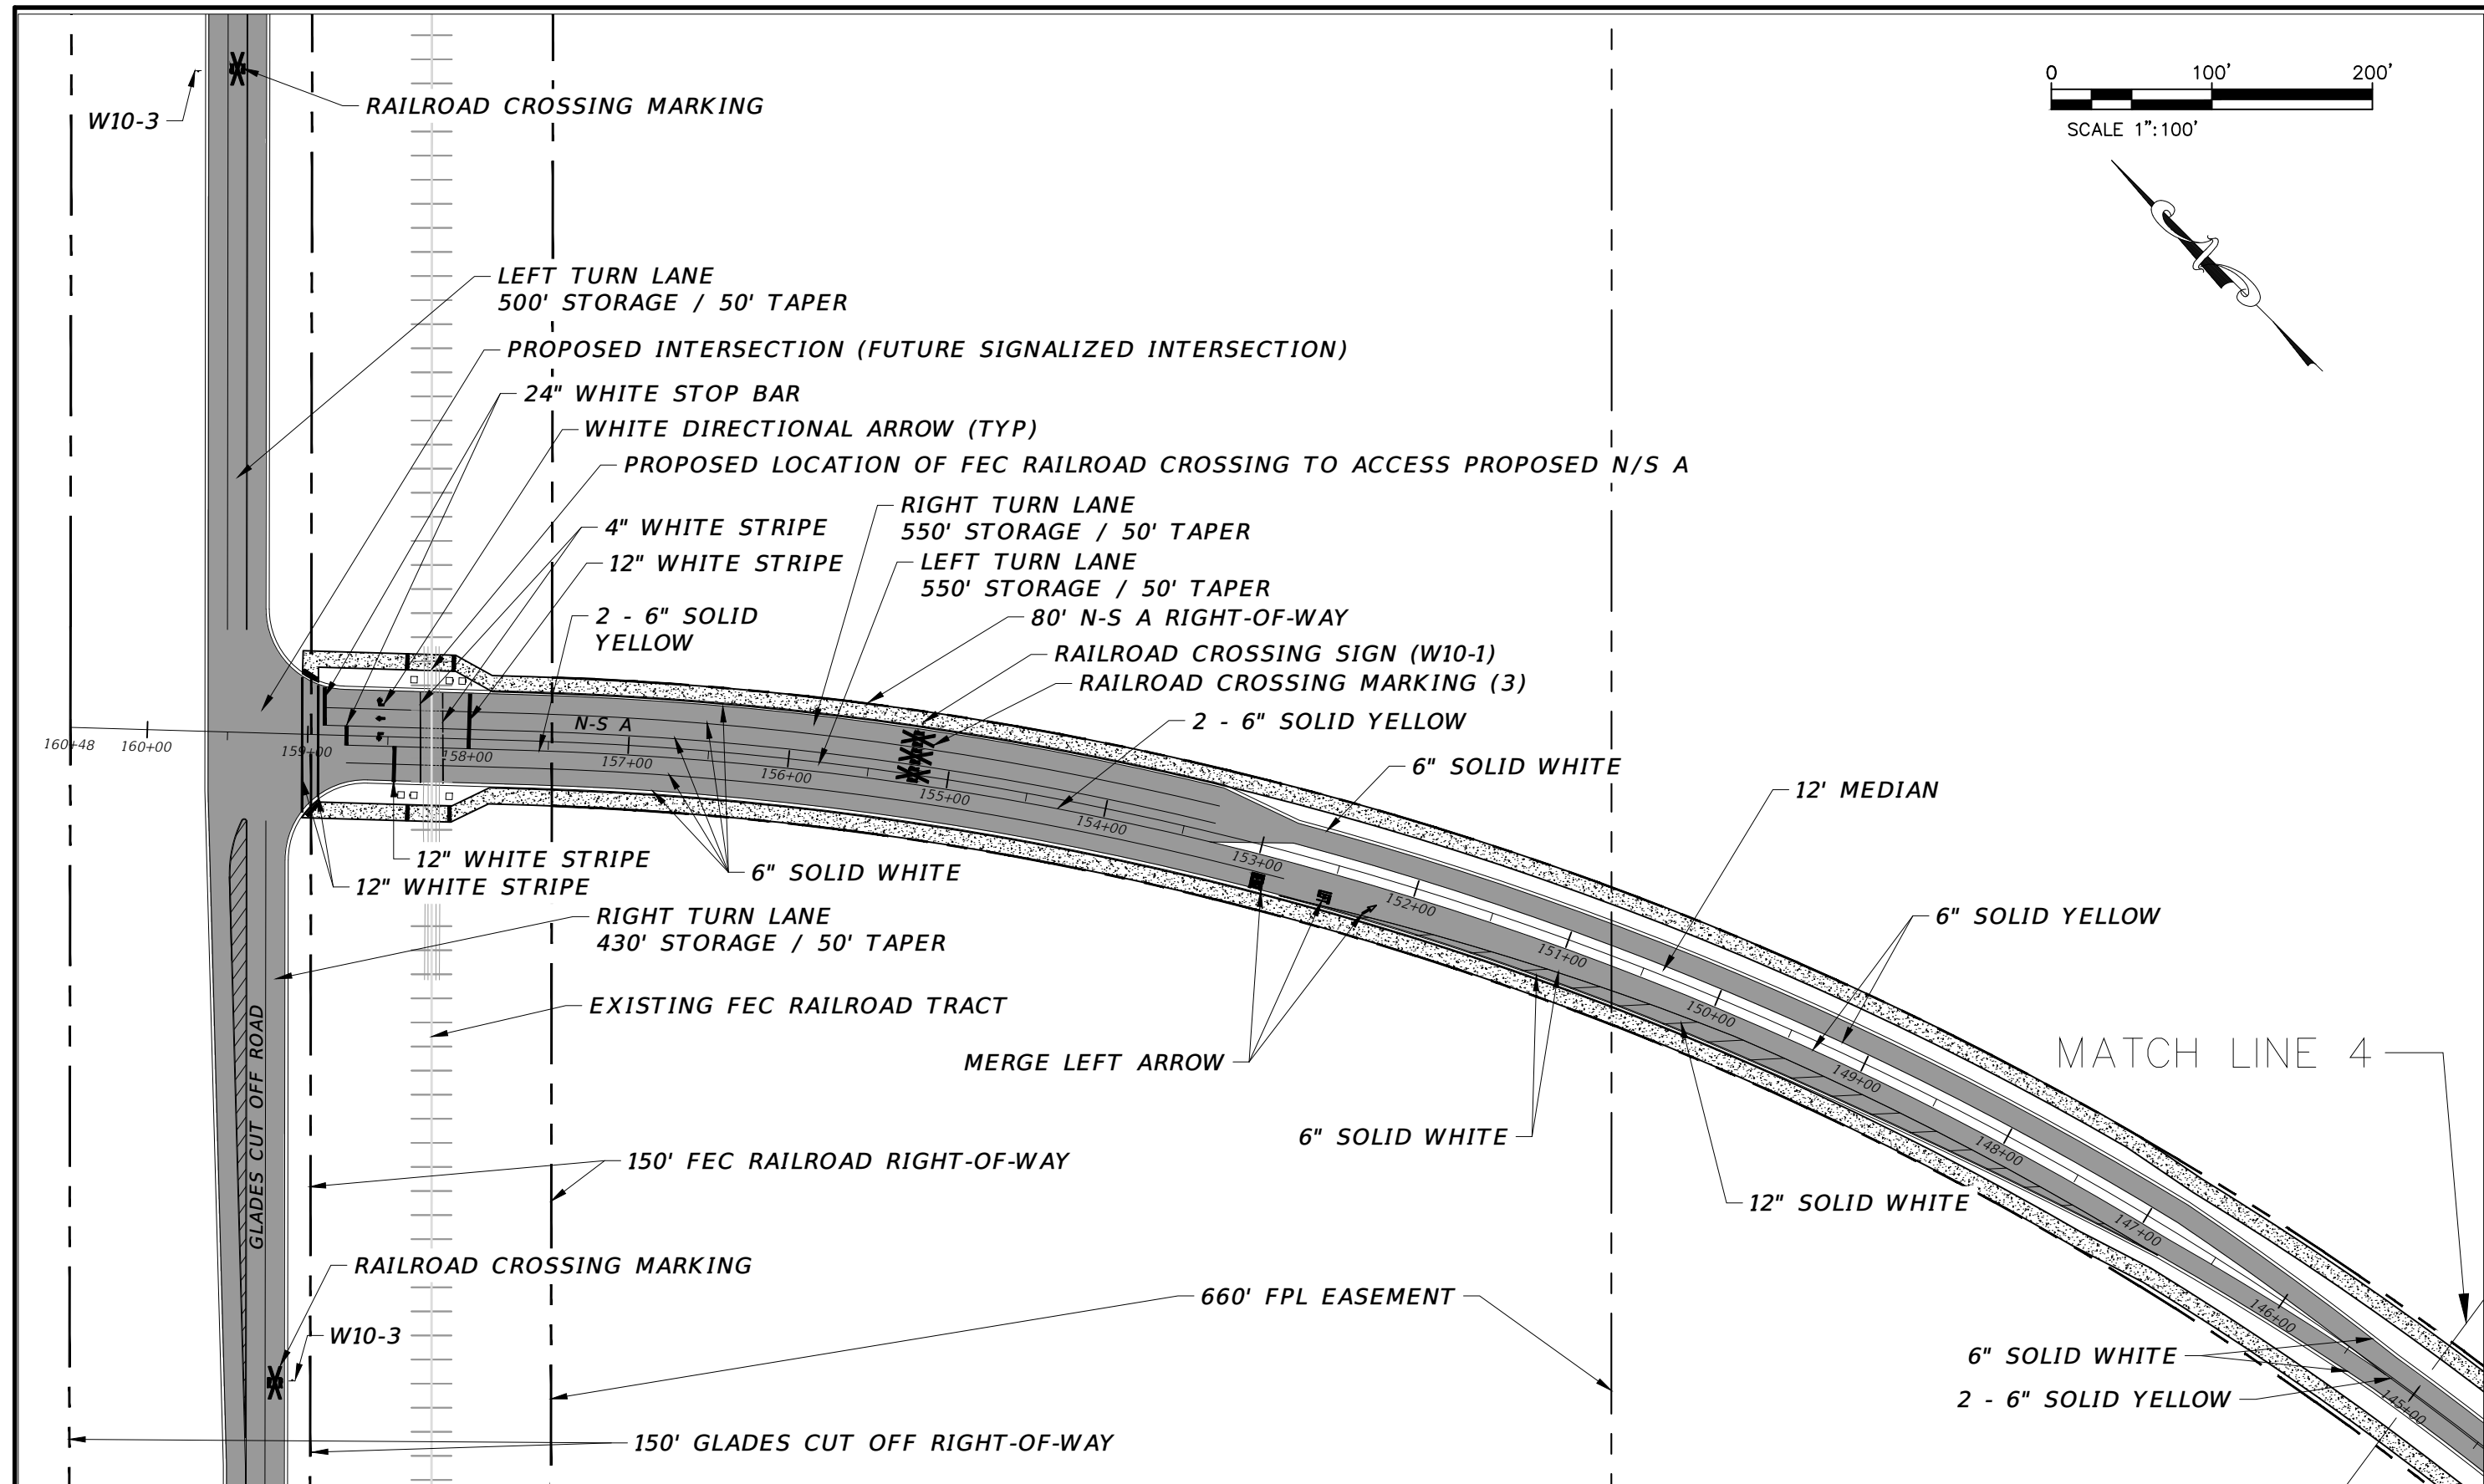 0 100' 200'
SCALE 1":100'
RAILROAD CROSSING MARKING
W10-3
LEFT TURN LANE
500' STORAGE / 50' TAPER
PROPOSED INTERSECTION (FUTURE SIGNALIZED INTERSECTION)
24" WHITE STOP BAR
WHITE DIRECTIONAL ARROW (TYP)
PROPOSED LOCATION OF FEC RAILROAD CROSSING TO ACCESS PROPOSED N/S A
RIGHT TURN LANE
550' STORAGE / 50' TAPER
4" WHITE STRIPE
12" WHITE STRIPE
LEFT TURN LANE
550' STORAGE / 50' TAPER
2 - 6" SOLID
YELLOW
80' N-S A RIGHT-OF-WAY
RAILROAD CROSSING SIGN (W10-1)
RAILROAD CROSSING MARKING (3)
2 - 6" SOLID YELLOW
N-S A
160+48
160+00
159+00
158+00
157+00
156+00
155+00
154+00
153+00
152+00
151+00
150+00
149+00
148+00
147+00
146+00
145+00
6" SOLID WHITE
12' MEDIAN
12" WHITE STRIPE
12" WHITE STRIPE
6" SOLID WHITE
RIGHT TURN LANE
430' STORAGE / 50' TAPER
6" SOLID YELLOW
EXISTING FEC RAILROAD TRACT
MERGE LEFT ARROW
MATCH LINE 4
GLADES CUT OFF ROAD
6" SOLID WHITE
150' FEC RAILROAD RIGHT-OF-WAY
12" SOLID WHITE
RAILROAD CROSSING MARKING
660' FPL EASEMENT
W10-3
6" SOLID WHITE
2 - 6" SOLID YELLOW
150' GLADES CUT OFF RIGHT-OF-WAY